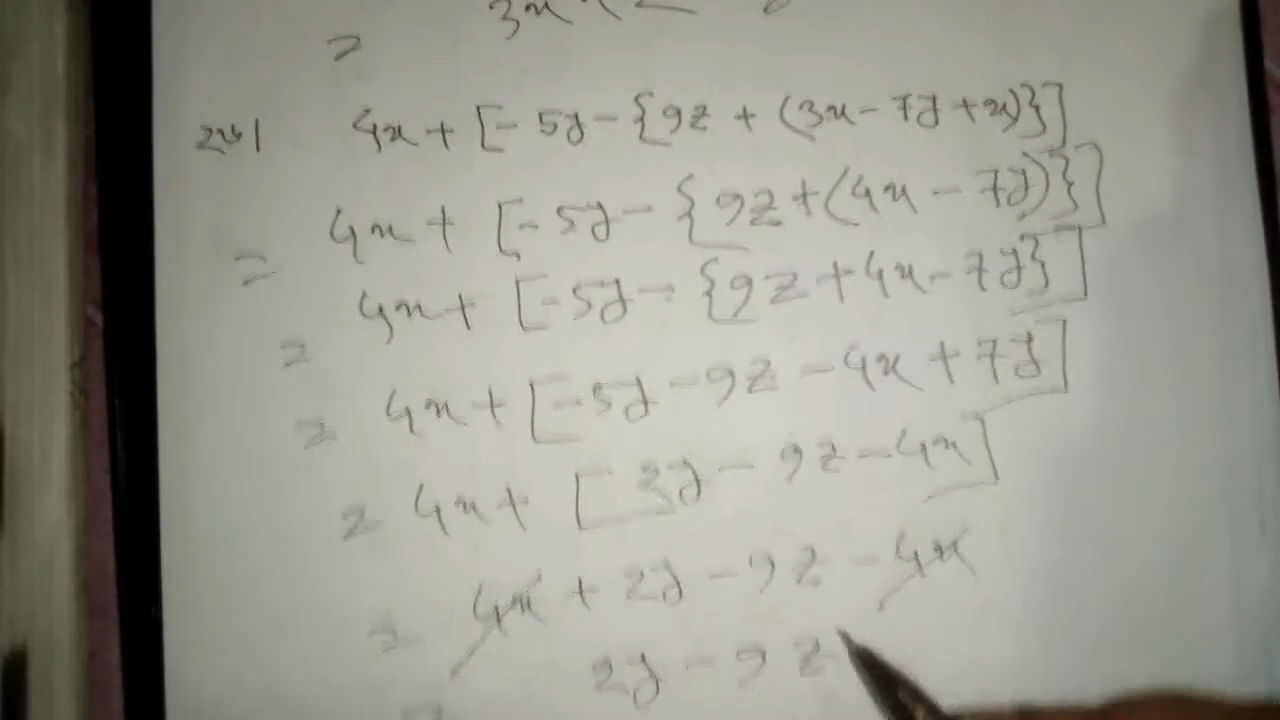 3x
=
4x + [- 5y - {9z + (3x - 7y + x)}]
= 4x + [- 5y - {9z + (4x - 7y)}]
= 4x + [- 5y - {9z + 4x - 7y}]
= 4x + [- 5y - 9z - 4x + 7y]
= 4x + [2y - 9z - 4x]
= 4x + 2y - 9z - 4x
= 2y - 9z